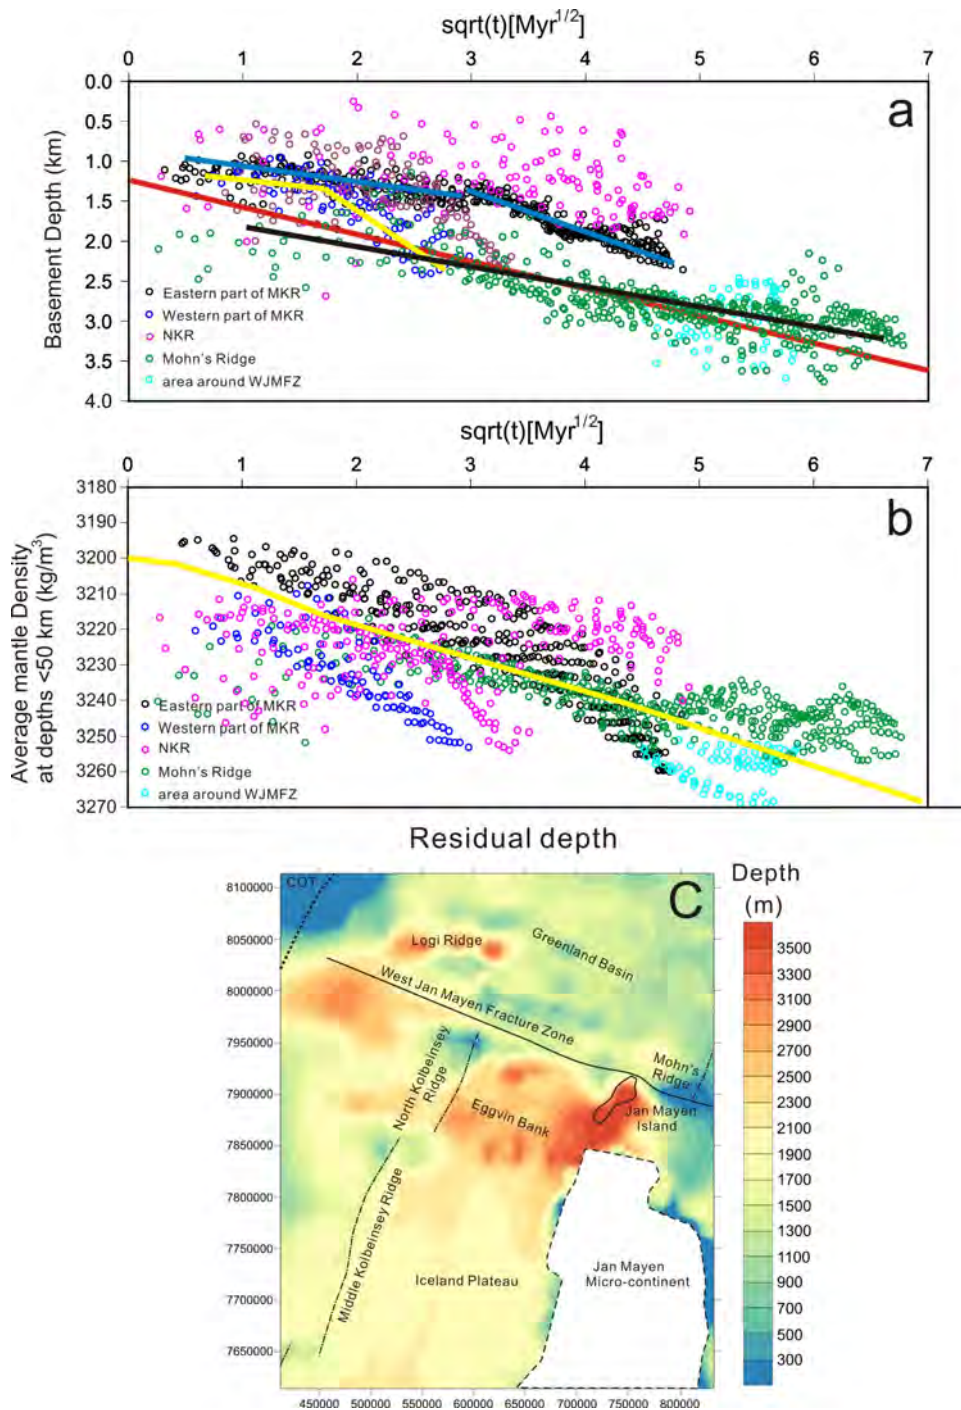 sqrt(t)[Myr1/2]
0 1 2 3 4 5 6 7
a
Basement Depth (km)
0.0
0.5
1.0
1.5
2.0
2.5
3.0
3.5
4.0
Eastern part of MKR
Western part of MKR
NKR
Mohn's Ridge
area around WJMFZ
sqrt(t)[Myr1/2]
0 1 2 3 4 5 6 7
b
Average mantle Density
at depths <50 km (kg/m3)
3180
3190
3200
3210
3220
3230
3240
3250
3260
3270
Eastern part of MKR
Western part of MKR
NKR
Mohn's Ridge
area around WJMFZ
Residual depth
C
Depth
(m)
8100000
8050000
8000000
7950000
7900000
7850000
7800000
7750000
7700000
7650000
COT
Logi Ridge
Greenland Basin
West Jan Mayen Fracture Zone
North Kolbeinsey
Ridge
Mohn's
Ridge
Eggvin Bank
Jan Mayen
Island
Middle Kolbeinsey Ridge
Iceland Plateau
Jan Mayen
Micro-continent
450000 500000 550000 600000 650000 700000 750000 800000
3500
3300
3100
2900
2700
2500
2300
2100
1900
1700
1500
1300
1100
900
700
500
300